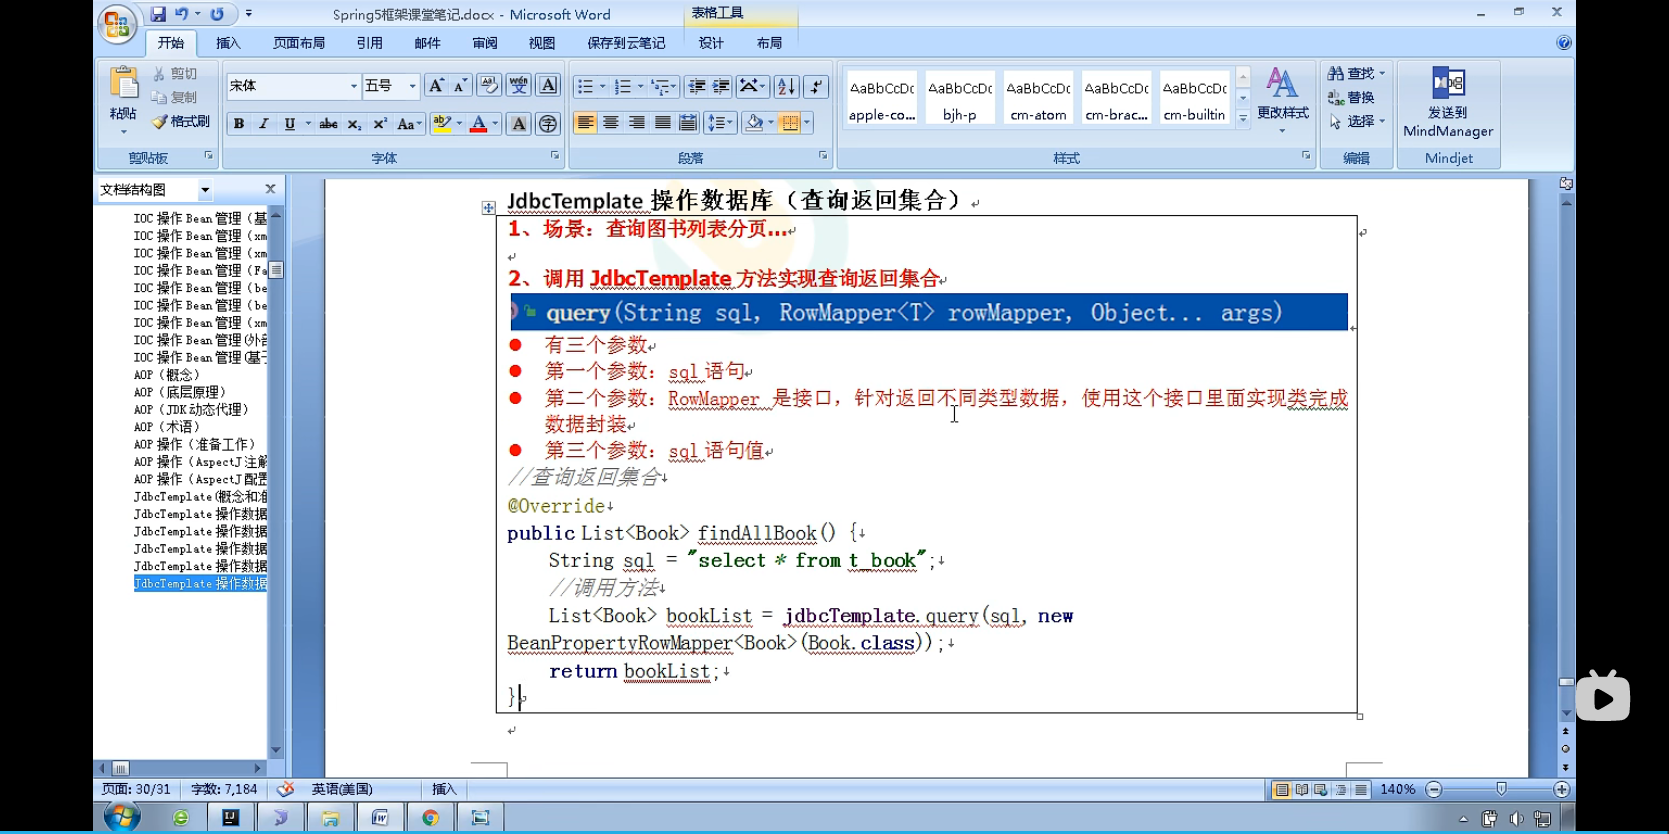 Spring5框架课堂笔记.docx - Microsoft Word
表格工具
开始 插入 页面布局 引用 邮件 审阅 视图 保存到云笔记 设计 布局
粘贴
剪切
复制
格式刷
剪贴板
宋体 五号
字体
段落
AaBbCcDc AaBbCcDc AaBbCcDc AaBbCcDc AaBbCcDc
apple-co... bjh-p cm-atom cm-brac... cm-builtin
更改样式
样式
查找
替换
选择
编辑
发送到
MindManager
Mindjet
文档结构图
IOC 操作 Bean 管理（基
IOC 操作 Bean 管理（xm
IOC 操作 Bean 管理（xm
IOC 操作 Bean 管理（Fa
IOC 操作 Bean 管理（be
IOC 操作 Bean 管理（be
IOC 操作 Bean 管理（xm
IOC 操作 Bean 管理(外部
IOC 操作 Bean 管理(基于
AOP（概念）
AOP（底层原理）
AOP（JDK 动态代理）
AOP（术语）
AOP 操作（准备工作）
AOP 操作（AspectJ 注解
AOP 操作（AspectJ 配置
JdbcTemplate(概念和准
JdbcTemplate 操作数据
JdbcTemplate 操作数据
JdbcTemplate 操作数据
JdbcTemplate 操作数据
JdbcTemplate 操作数据
JdbcTemplate 操作数据库（查询返回集合）
1、场景：查询图书列表分页…
2、调用 JdbcTemplate 方法实现查询返回集合
query(String sql, RowMapper<T> rowMapper, Object... args)
● 有三个参数
● 第一个参数：sql 语句
● 第二个参数：RowMapper 是接口，针对返回不同类型数据，使用这个接口里面实现类完成
数据封装
● 第三个参数：sql 语句值
//查询返回集合
@Override
public List<Book> findAllBook() {
String sql = "select * from t_book";
//调用方法
List<Book> bookList = jdbcTemplate.query(sql, new
BeanPropertyRowMapper<Book>(Book.class));
return bookList;
}
页面: 30/31 字数: 7,184 英语(美国) 插入 140%